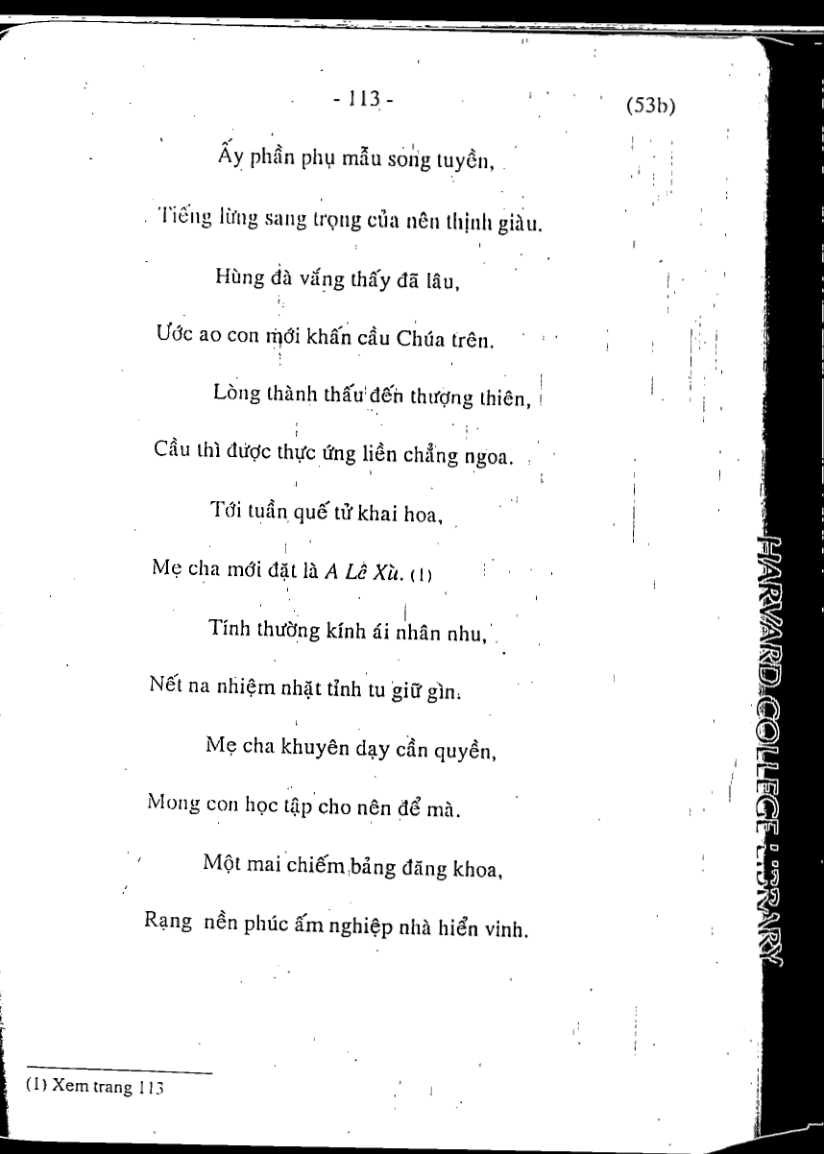 - 113 -
(53b)
Ấy phần phụ mẫu song tuyền,
Tiếng lừng sang trọng của nên thịnh giàu.
Hùng đà vắng thấy đã lâu,
Ước ao con mới khấn cầu Chúa trên.
Lòng thành thấu đến thượng thiên,
Cầu thì được thực ứng liền chẳng ngoa.
Tới tuần quế tử khai hoa,
Mẹ cha mới đặt là A Lê Xù. (1)
Tính thường kính ái nhân nhu,
Nết na nhiệm nhặt tỉnh tu giữ gìn.
Mẹ cha khuyên dạy cần quyền,
Mong con học tập cho nên để mà.
Một mai chiếm bảng đăng khoa,
Rạng nền phúc ấm nghiệp nhà hiển vinh.
(1) Xem trang 113
HARVARD COLLEGE LIBRARY